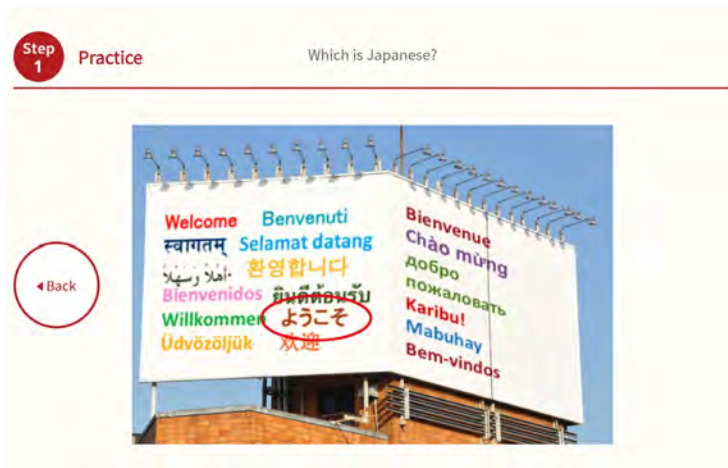 Step
1
Practice
Which is Japanese?
Back
Welcome
Benvenuti
स्वागतम्
Selamat datang
أهلاً وسهلاً
환영합니다
Bienvenidos
ยินดีต้อนรับ
Willkommen
ようこそ
Üdvözöljük
欢迎
Bienvenue
Chào mừng
добро
пожаловать
Karibu!
Mabuhay
Bem-vindos